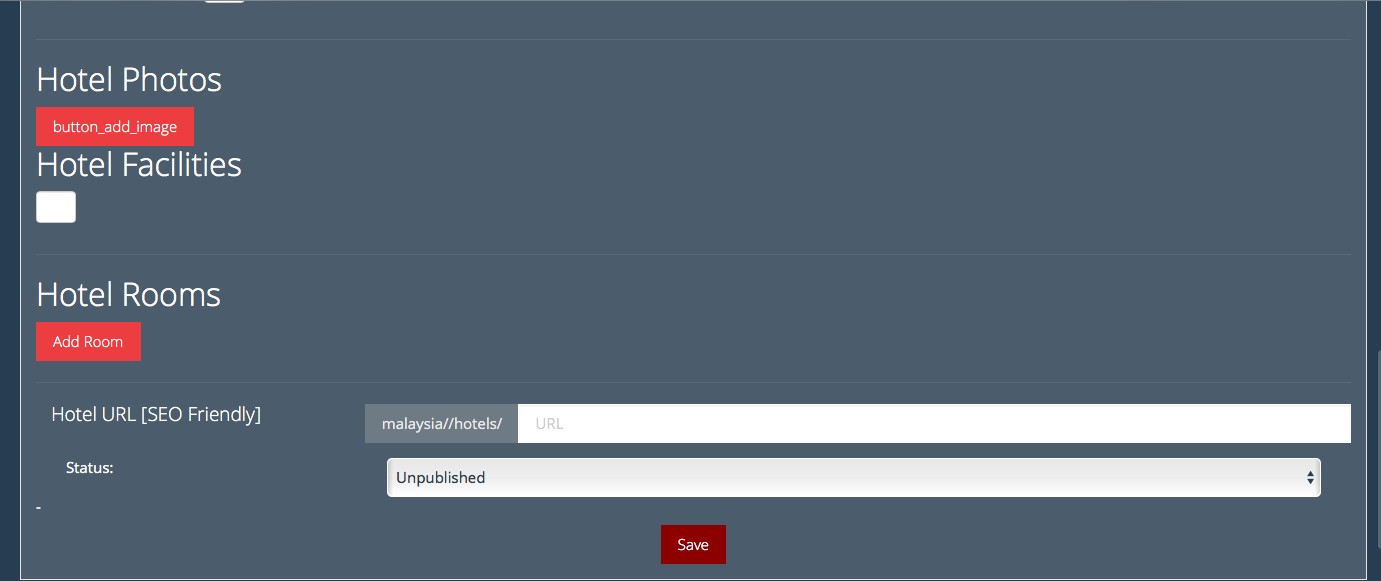 Hotel Photos
button_add_image
Hotel Facilities
Hotel Rooms
Add Room
Hotel URL [SEO Friendly]
malaysia//hotels/ URL
Status:
Unpublished
-
Save